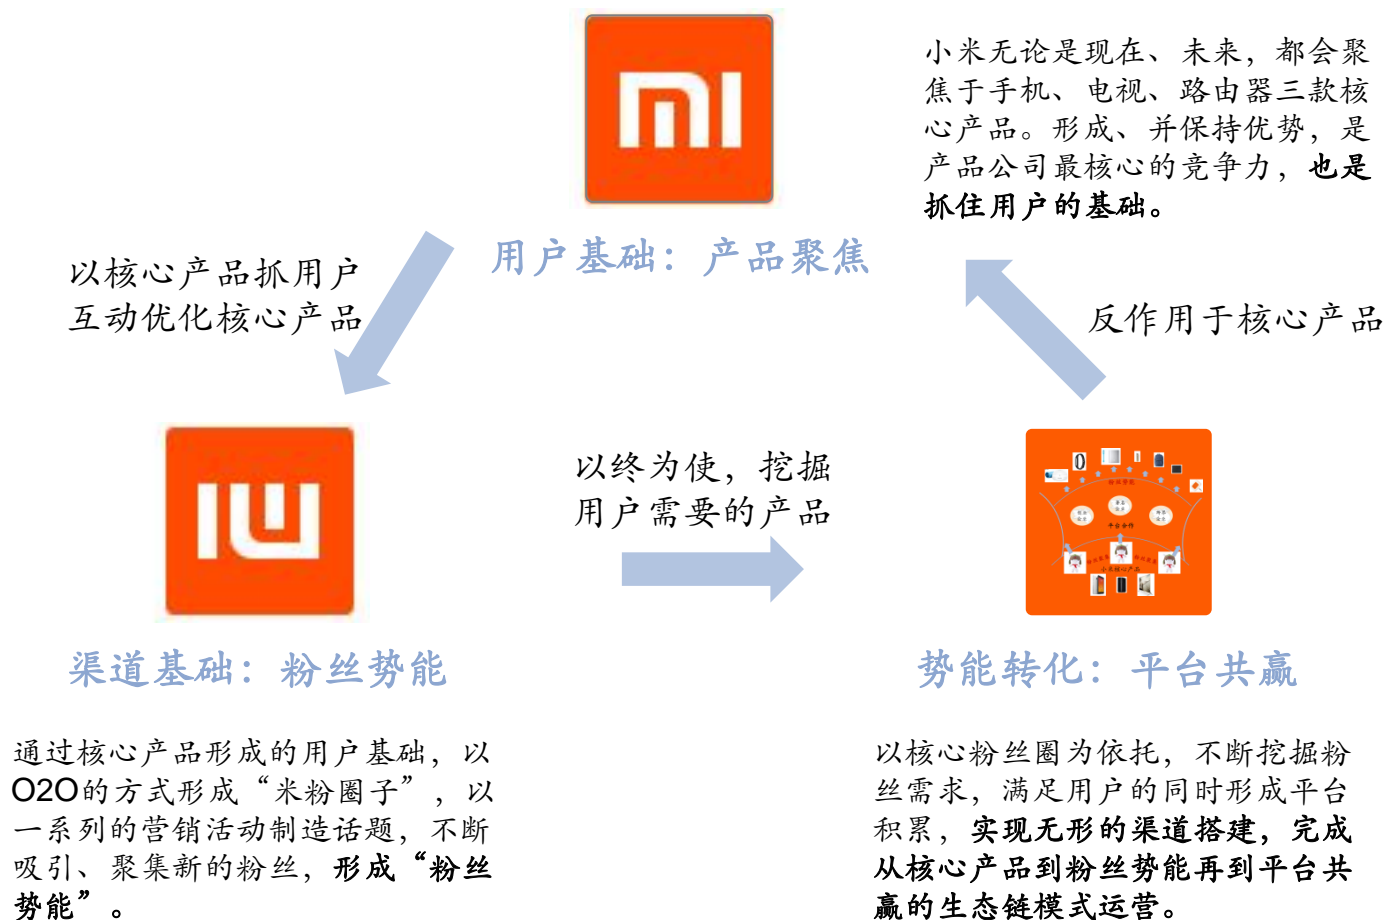 小米无论是现在、未来，都会聚
焦于手机、电视、路由器三款核
心产品。形成、并保持优势，是
产品公司最核心的竞争力，也是
抓住用户的基础。
用户基础：产品聚焦
以核心产品抓用户
互动优化核心产品
反作用于核心产品
以终为使，挖掘
用户需要的产品
平台合作
小米核心产品
渠道基础：粉丝势能
势能转化：平台共赢
通过核心产品形成的用户基础，以
O2O的方式形成“米粉圈子”，以
一系列的营销活动制造话题，不断
吸引、聚集新的粉丝，形成“粉丝
势能”。
以核心粉丝圈为依托，不断挖掘粉
丝需求，满足用户的同时形成平台
积累，实现无形的渠道搭建，完成
从核心产品到粉丝势能再到平台共
赢的生态链模式运营。